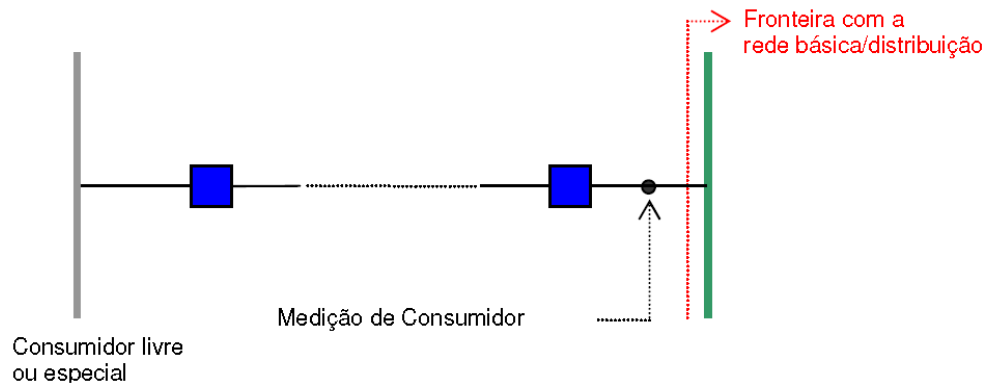 Fronteira com a
rede básica/distribuição
Medição de Consumidor
Consumidor livre
ou especial